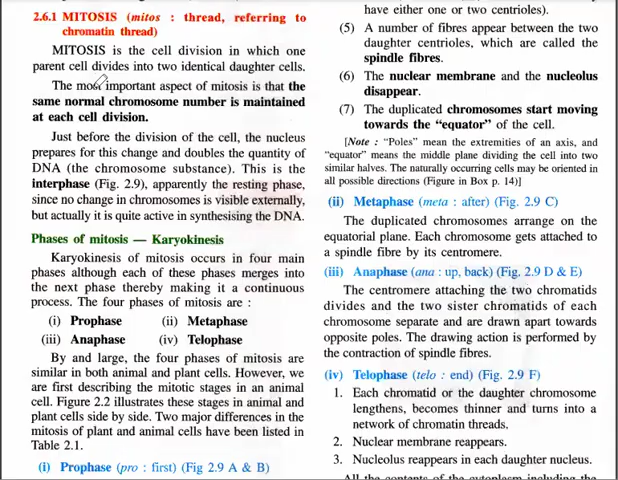 2.6.1 MITOSIS (mitos : thread, referring to
chromatin thread)
MITOSIS is the cell division in which one
parent cell divides into two identical daughter cells.
The most important aspect of mitosis is that the
same normal chromosome number is maintained
at each cell division.
Just before the division of the cell, the nucleus
prepares for this change and doubles the quantity of
DNA (the chromosome substance). This is the
interphase (Fig. 2.9), apparently the resting phase,
since no change in chromosomes is visible externally,
but actually it is quite active in synthesising the DNA.
Phases of mitosis — Karyokinesis
Karyokinesis of mitosis occurs in four main
phases although each of these phases merges into
the next phase thereby making it a continuous
process. The four phases of mitosis are :
(i) Prophase (ii) Metaphase
(iii) Anaphase (iv) Telophase
By and large, the four phases of mitosis are
similar in both animal and plant cells. However, we
are first describing the mitotic stages in an animal
cell. Figure 2.2 illustrates these stages in animal and
plant cells side by side. Two major differences in the
mitosis of plant and animal cells have been listed in
Table 2.1.
(i) Prophase (pro : first) (Fig 2.9 A & B)
have either one or two centrioles).
(5) A number of fibres appear between the two
daughter centrioles, which are called the
spindle fibres.
(6) The nuclear membrane and the nucleolus
disappear.
(7) The duplicated chromosomes start moving
towards the “equator” of the cell.
[Note : “Poles” mean the extremities of an axis, and
“equator” means the middle plane dividing the cell into two
similar halves. The naturally occurring cells may be oriented in
all possible directions (Figure in Box p. 14)]
(ii) Metaphase (meta : after) (Fig. 2.9 C)
The duplicated chromosomes arrange on the
equatorial plane. Each chromosome gets attached to
a spindle fibre by its centromere.
(iii) Anaphase (ana : up, back) (Fig. 2.9 D & E)
The centromere attaching the two chromatids
divides and the two sister chromatids of each
chromosome separate and are drawn apart towards
opposite poles. The drawing action is performed by
the contraction of spindle fibres.
(iv) Telophase (telo : end) (Fig. 2.9 F)
1. Each chromatid or the daughter chromosome
lengthens, becomes thinner and turns into a
network of chromatin threads.
2. Nuclear membrane reappears.
3. Nucleolus reappears in each daughter nucleus.
All the contents of the cytoplasm including the